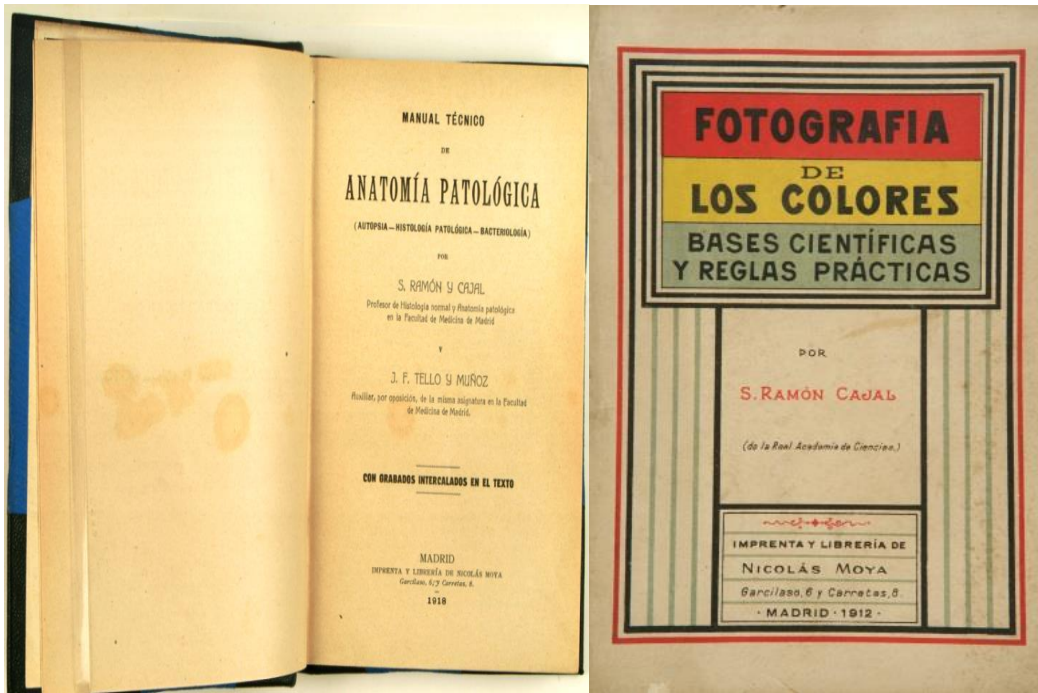 MANUAL TÉCNICO
DE
ANATOMÍA PATOLÓGICA
(AUTOPSIA — HISTOLOGÍA PATOLÓGICA — BACTERIOLOGÍA)
POR
S. RAMÓN Y CAJAL
Profesor de Histología normal y Anatomía patológica
en la Facultad de Medicina de Madrid
Y
J. F. TELLO Y MUÑOZ
Auxiliar, por oposición, de la misma asignatura en la Facultad
de Medicina de Madrid.
CON GRABADOS INTERCALADOS EN EL TEXTO
MADRID
IMPRENTA Y LIBRERÍA DE NICOLÁS MOYA
Garcilaso, 6, y Carretas, 8.
1918
FOTOGRAFIA
DE
LOS COLORES
BASES CIENTÍFICAS
Y REGLAS PRÁCTICAS
POR
S. RAMÓN CAJAL
(de la Real Academia de Ciencias.)
IMPRENTA Y LIBRERÍA DE
NICOLÁS MOYA
Garcilaso, 6 y Carretas, 8.
· MADRID · 1912 ·